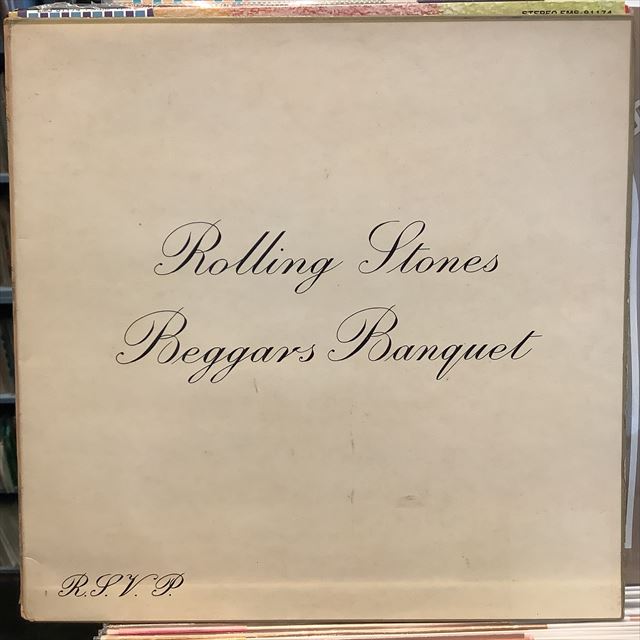 Rolling Stones
Beggars Banquet
R.S.V.P.